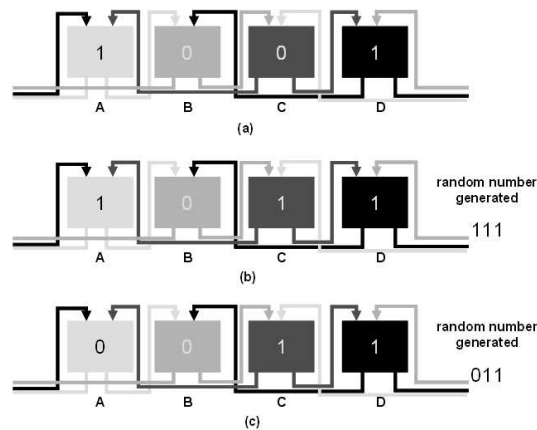 1 0 0 1
A B C D
(a)
1 0 1 1
random number
generated
111
A B C D
(b)
0 0 1 1
random number
generated
011
A B C D
(c)